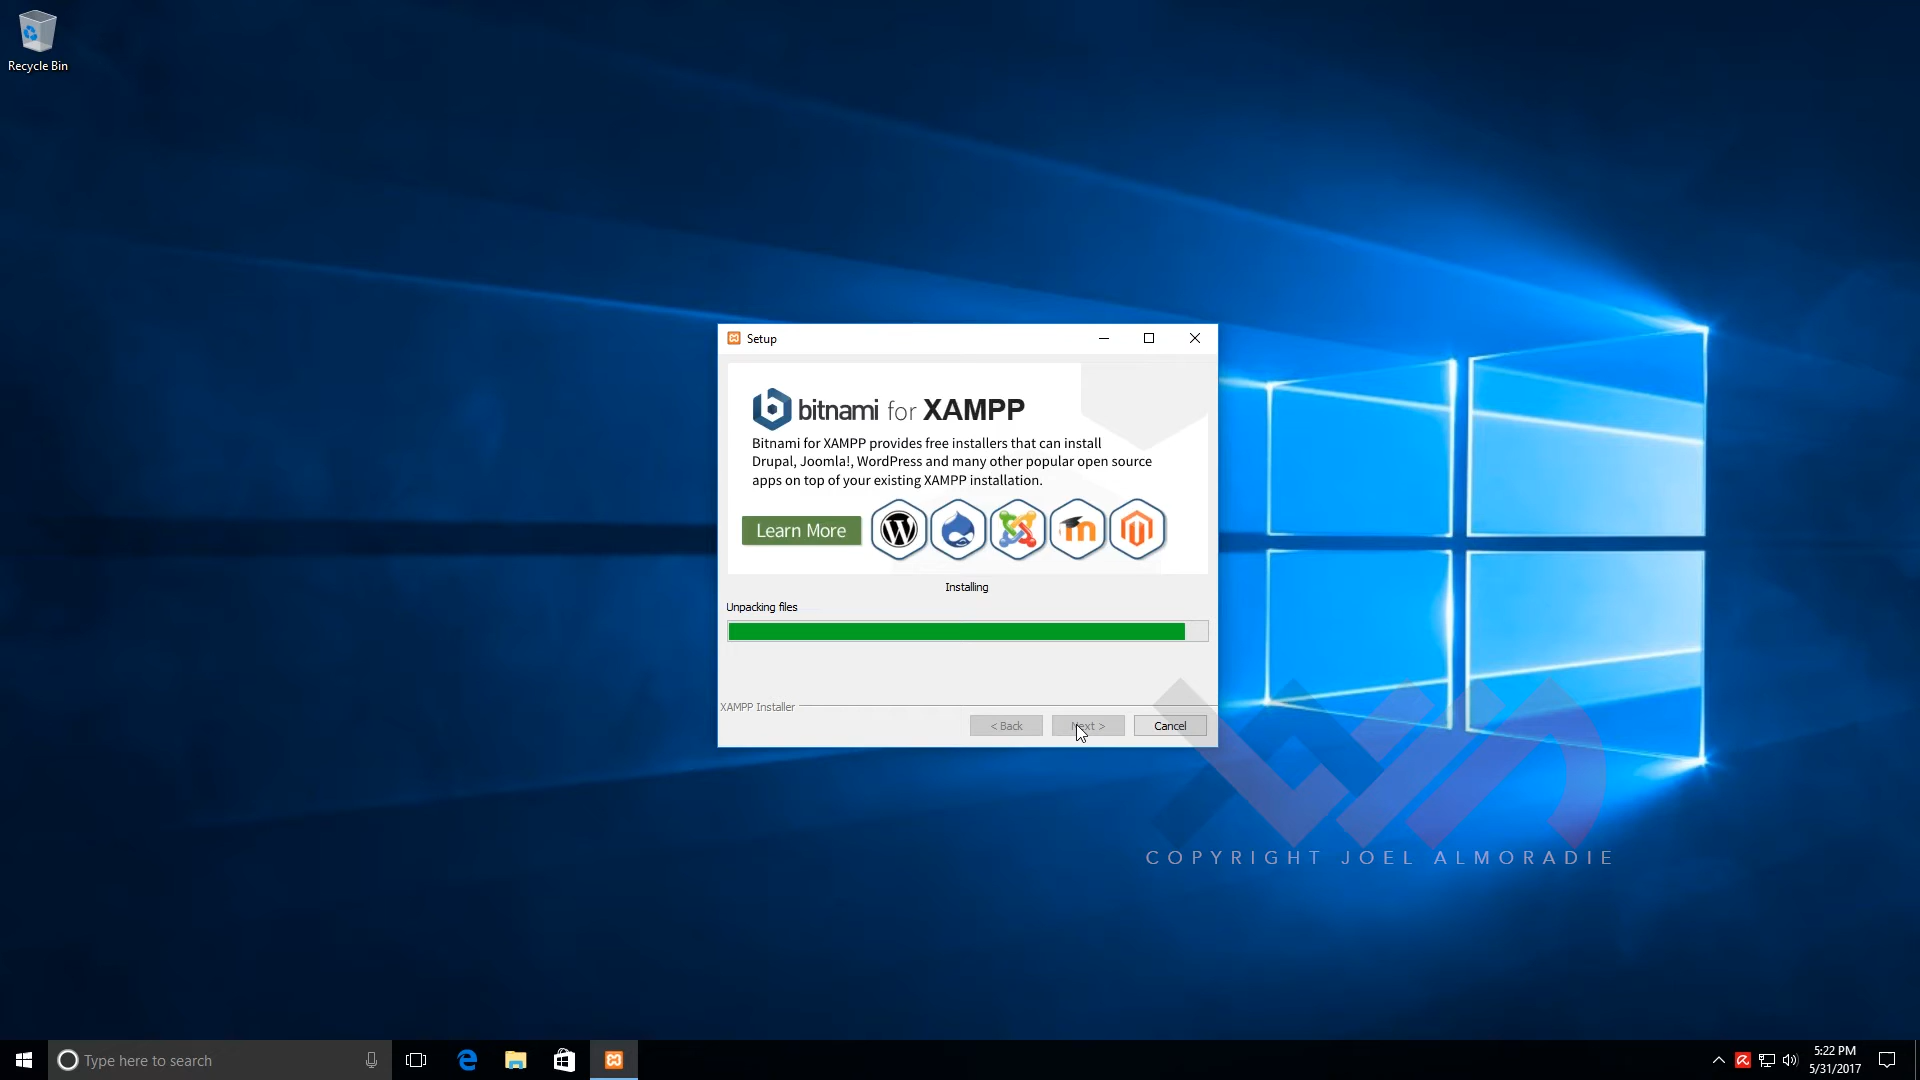 Recycle Bin
Setup
bitnami for XAMPP
Bitnami for XAMPP provides free installers that can install
Drupal, Joomla!, WordPress and many other popular open source
apps on top of your existing XAMPP installation.
Learn More
Installing
Unpacking files
XAMPP Installer
< Back
Next >
Cancel
COPYRIGHT JOEL ALMORADIE
Type here to search
5:22 PM
5/31/2017